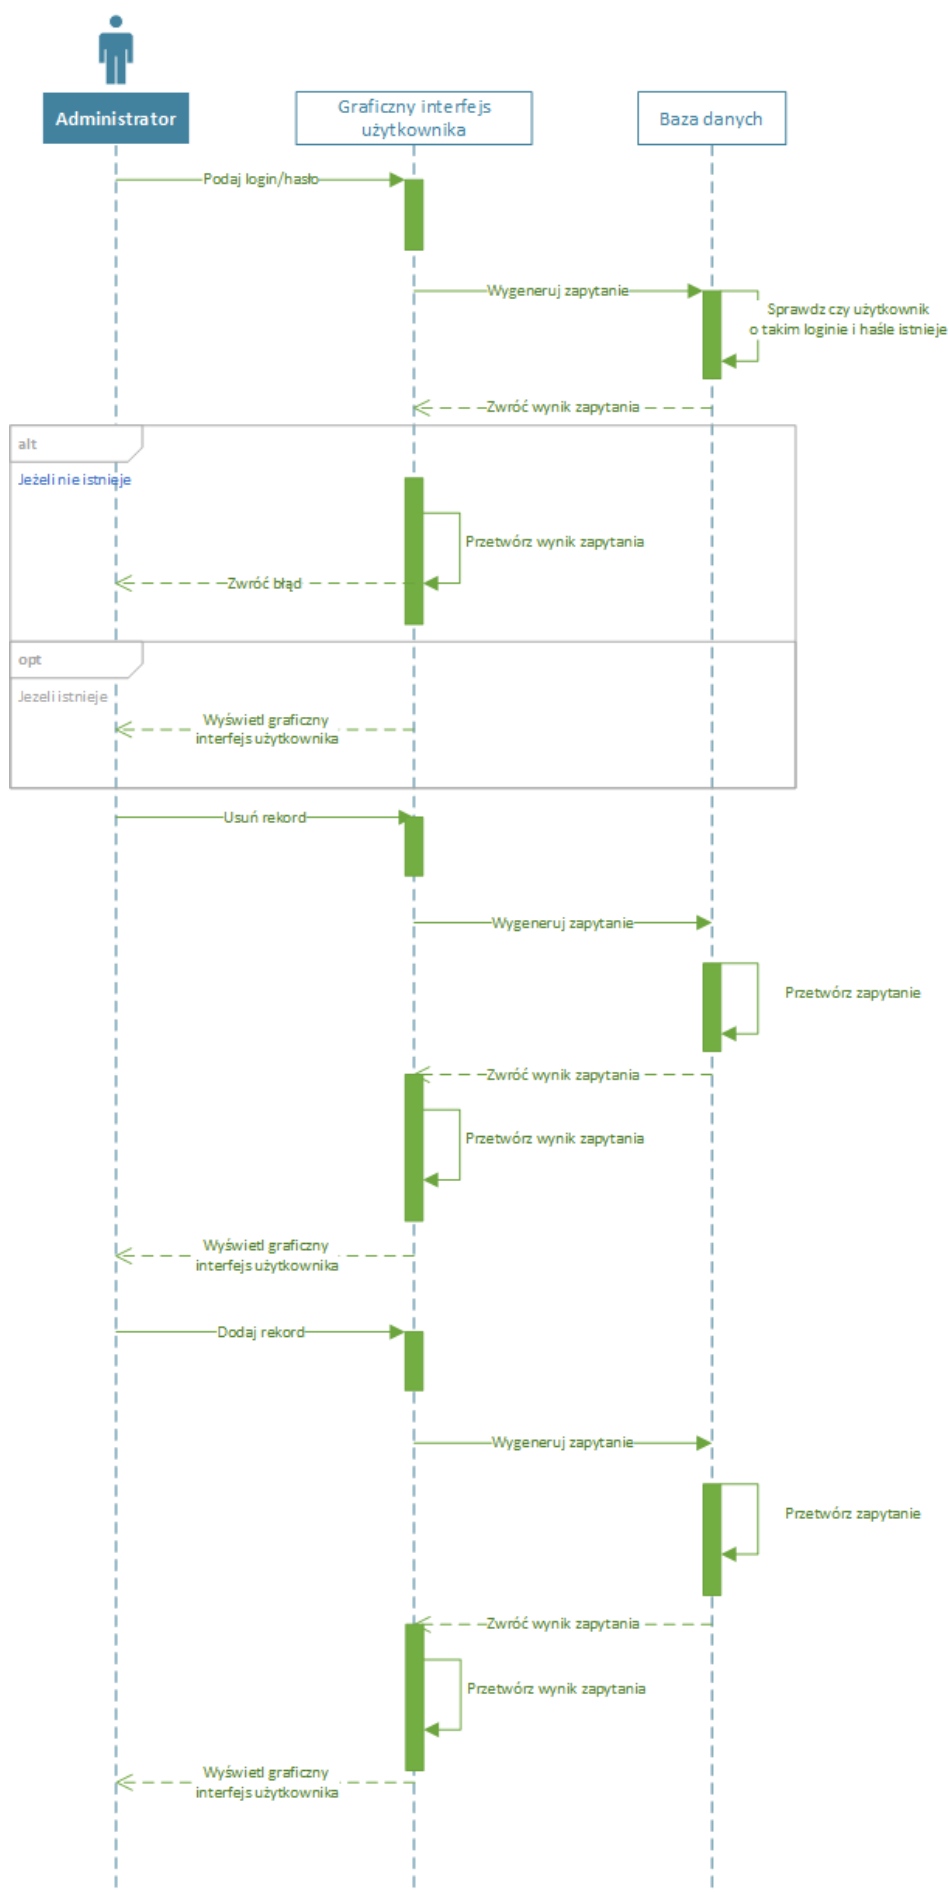 Administrator
Graficzny interfejs
użytkownika
Baza danych
Podaj login/hasło
Wygeneruj zapytanie
Sprawdz czy użytkownik
o takim loginie i haśle istnieje
Zwróć wynik zapytania
alt
Jeżeli nie istnieje
Przetwórz wynik zapytania
Zwróć błąd
opt
Jezeli istnieje
Wyświetl graficzny
interfejs użytkownika
Usuń rekord
Wygeneruj zapytanie
Przetwórz zapytanie
Zwróć wynik zapytania
Przetwórz wynik zapytania
Wyświetl graficzny
interfejs użytkownika
Dodaj rekord
Wygeneruj zapytanie
Przetwórz zapytanie
Zwróć wynik zapytania
Przetwórz wynik zapytania
Wyświetl graficzny
interfejs użytkownika